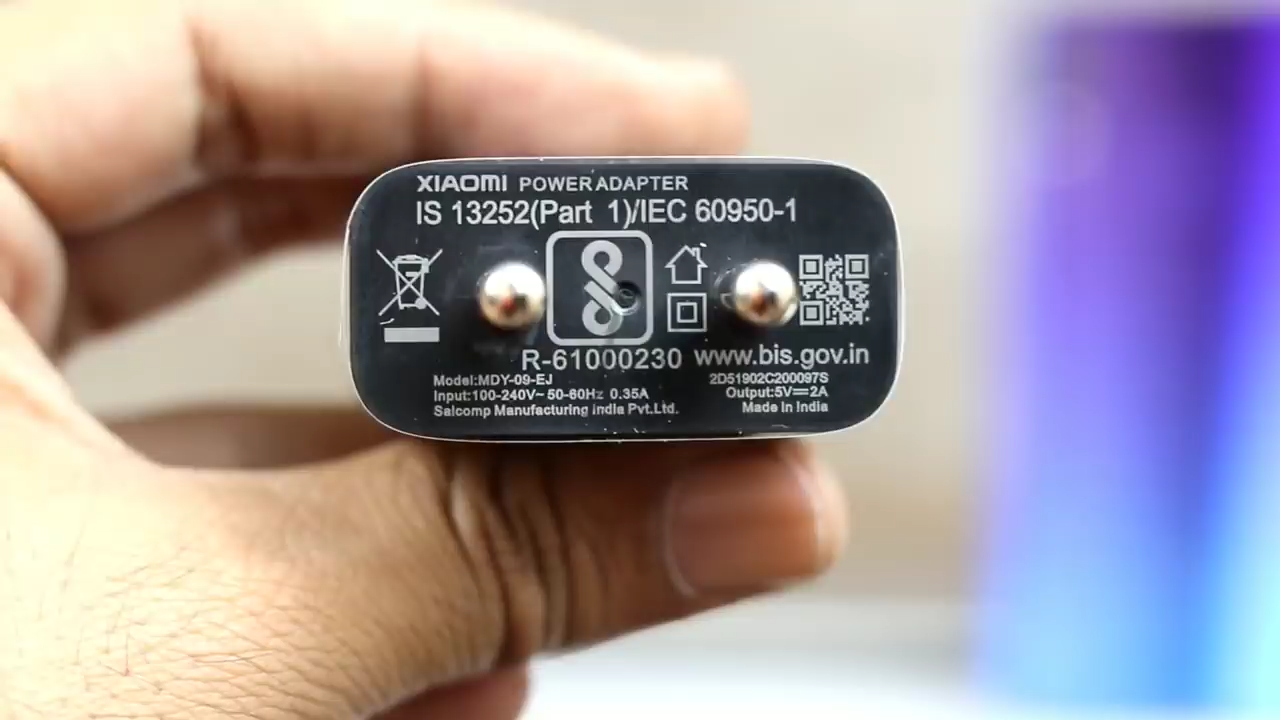 XIAOMI POWER ADAPTER
IS 13252(Part 1)/IEC 60950-1
R-61000230 www.bis.gov.in
Model:MDY-09-EJ
Input:100-240V~50-60Hz 0.35A
Salcomp Manufacturing India Pvt.Ltd.
2D51902C200097S
Output:5V⎓2A
Made In India